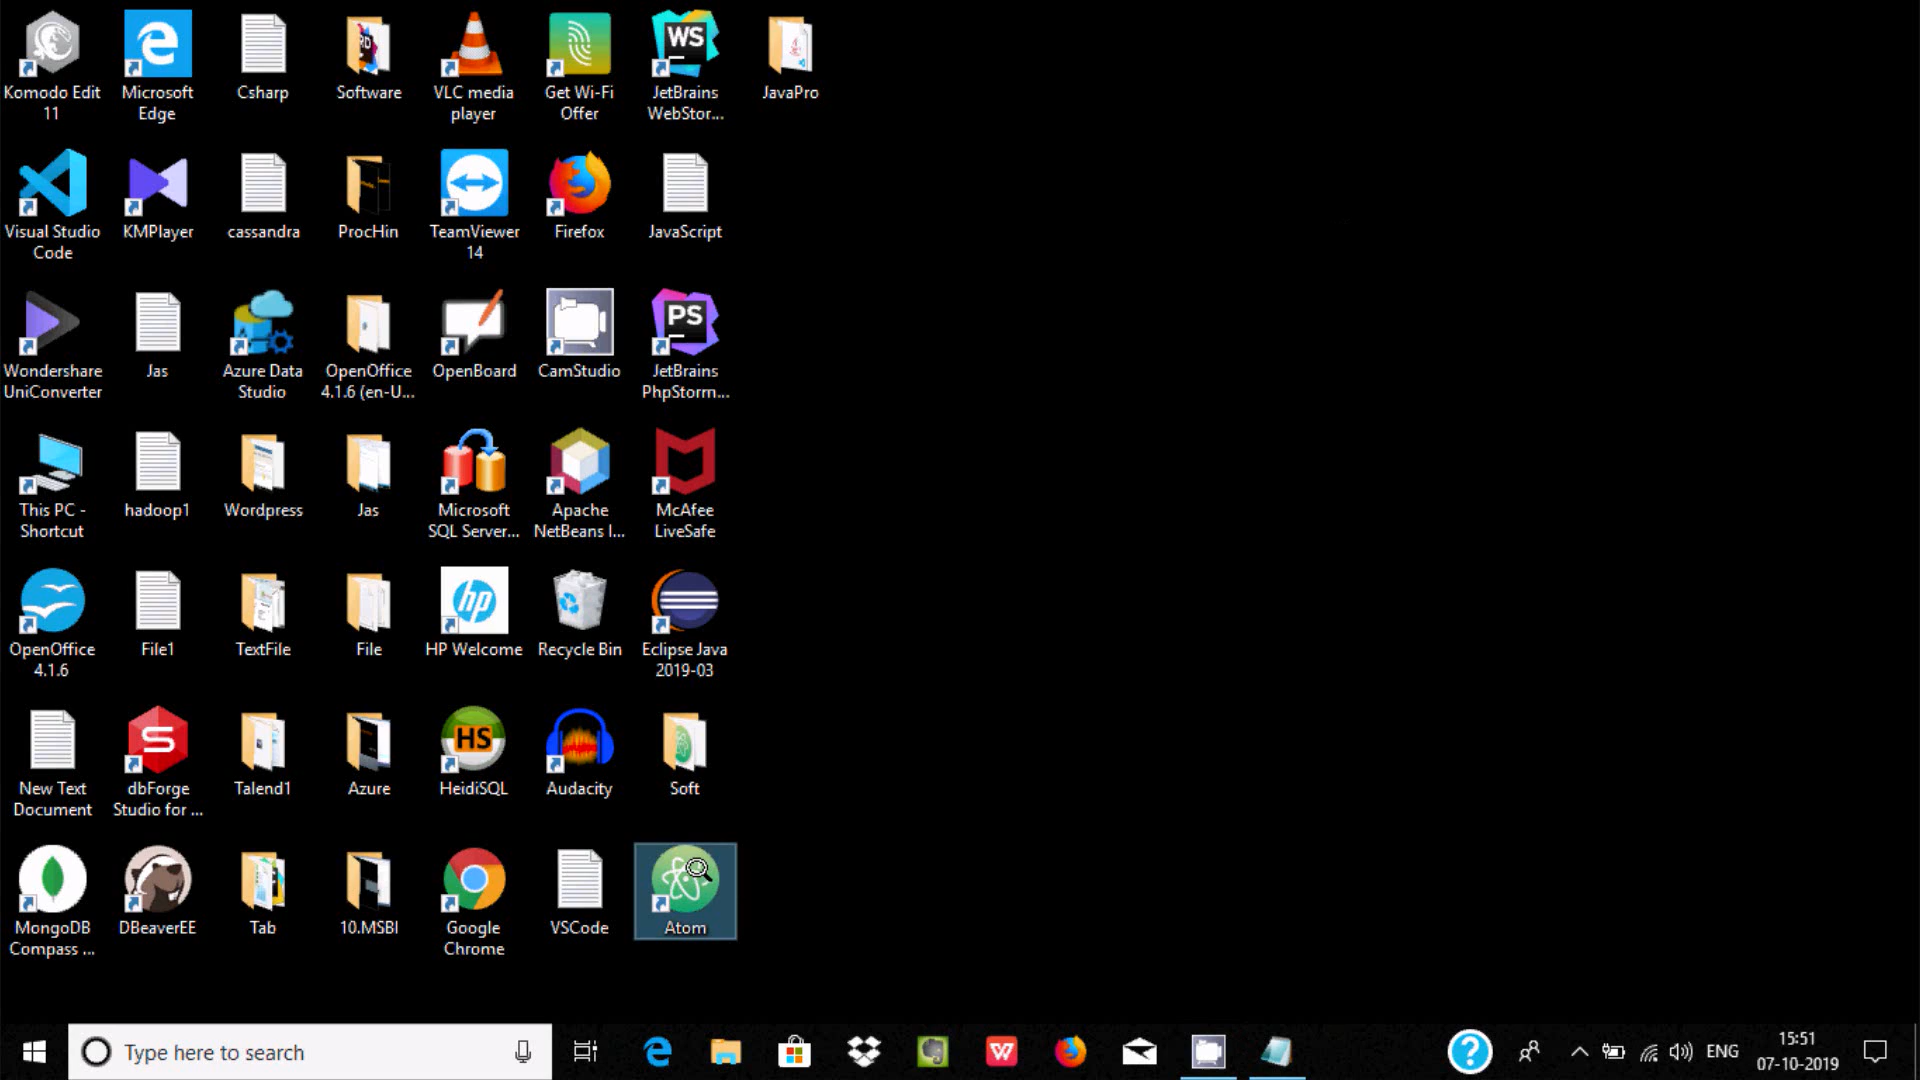 Komodo Edit
11
Microsoft
Edge
Csharp
Software
VLC media
player
Get Wi-Fi
Offer
WS
JetBrains
WebStor...
JavaPro
Visual Studio
Code
KMPlayer
cassandra
ProcHin
TeamViewer
14
Firefox
JavaScript
Wondershare
UniConverter
Jas
Azure Data
Studio
OpenOffice
4.1.6 (en-U...
OpenBoard
CamStudio
PS
JetBrains
PhpStorm...
This PC -
Shortcut
hadoop1
Wordpress
Jas
Microsoft
SQL Server...
Apache
NetBeans I...
McAfee
LiveSafe
OpenOffice
4.1.6
File1
TextFile
File
hp
HP Welcome
Recycle Bin
Eclipse Java
2019-03
New Text
Document
S
dbForge
Studio for ...
Talend1
Azure
HS
HeidiSQL
Audacity
Soft
MongoDB
Compass ...
DBeaverEE
Tab
10.MSBI
Google
Chrome
VSCode
Atom
Type here to search
ENG
15:51
07-10-2019